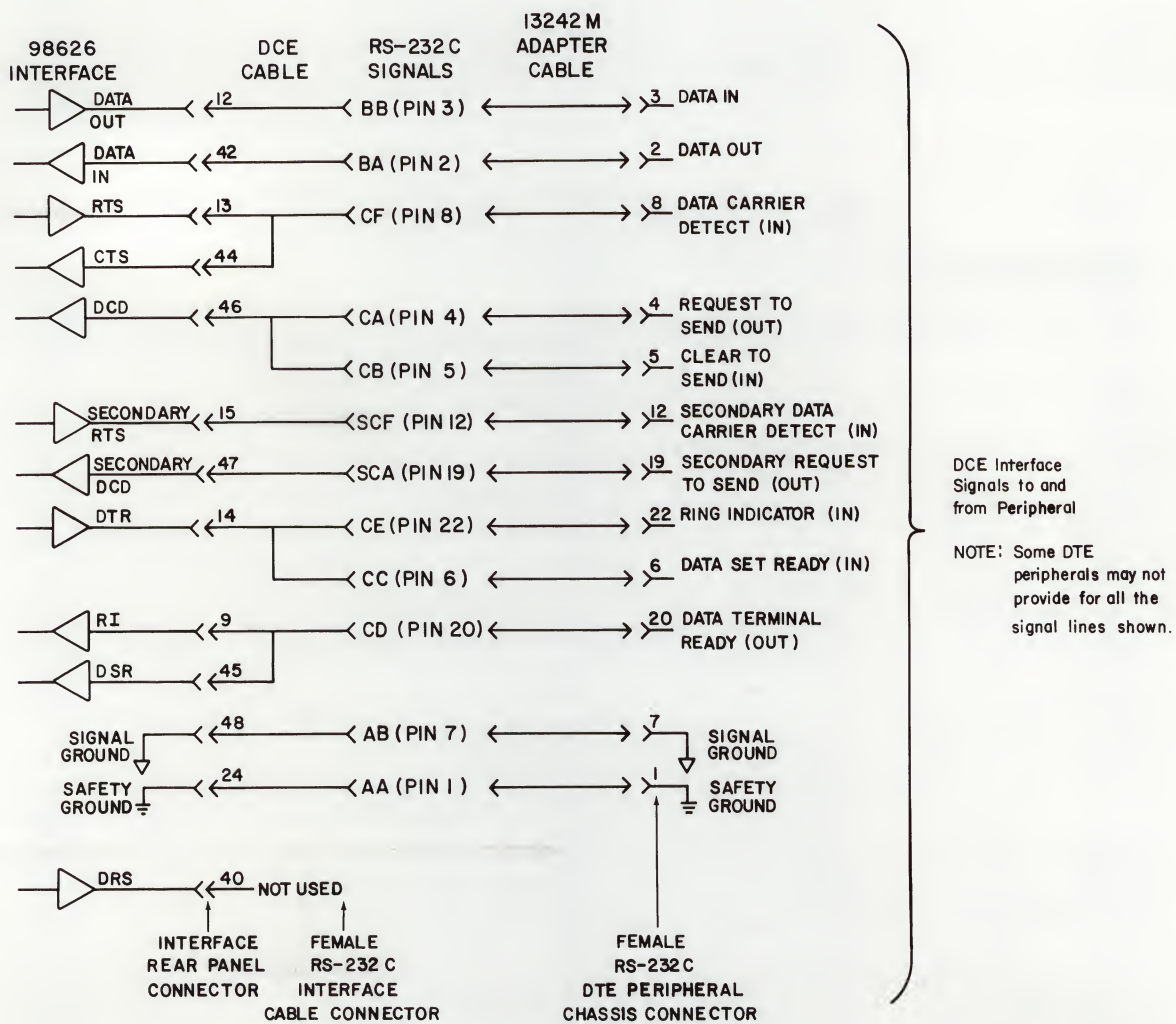 98626
INTERFACE
DCE
CABLE
RS-232C
SIGNALS
13242M
ADAPTER
CABLE
DATA
OUT
12
BB (PIN 3)
3
DATA IN
DATA
IN
42
BA (PIN 2)
2
DATA OUT
RTS
13
CF (PIN 8)
8
DATA CARRIER
DETECT (IN)
CTS
44
DCD
46
CA (PIN 4)
4
REQUEST TO
SEND (OUT)
CB (PIN 5)
5
CLEAR TO
SEND (IN)
SECONDARY
RTS
15
SCF (PIN 12)
12
SECONDARY DATA
CARRIER DETECT (IN)
SECONDARY
DCD
47
SCA (PIN 19)
19
SECONDARY REQUEST
TO SEND (OUT)
DTR
14
CE (PIN 22)
22
RING INDICATOR (IN)
CC (PIN 6)
6
DATA SET READY (IN)
RI
9
CD (PIN 20)
20
DATA TERMINAL
READY (OUT)
DSR
45
SIGNAL
GROUND
48
AB (PIN 7)
7
SIGNAL
GROUND
SAFETY
GROUND
24
AA (PIN 1)
1
SAFETY
GROUND
DRS
40
NOT USED
INTERFACE
REAR PANEL
CONNECTOR
FEMALE
RS-232C
INTERFACE
CABLE CONNECTOR
FEMALE
RS-232C
DTE PERIPHERAL
CHASSIS CONNECTOR
DCE Interface
Signals to and
from Peripheral
NOTE: Some DTE
peripherals may not
provide for all the
signal lines shown.